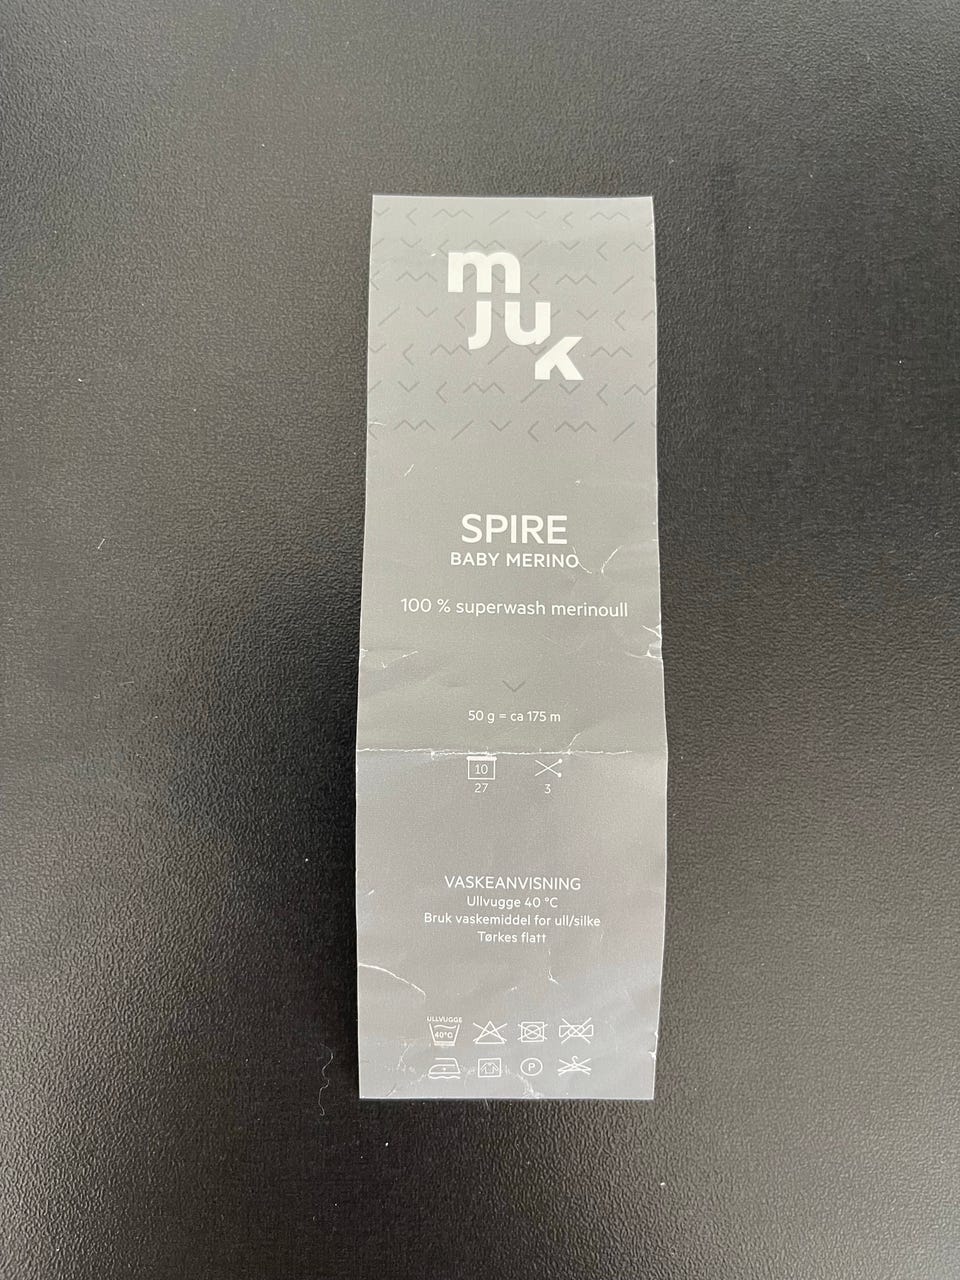 mjuk
SPIRE
BABY MERINO
100 % superwash merinoull
50 g = ca 175 m
10
27
3
VASKEANVISNING
Ullvugge 40 °C
Bruk vaskemiddel for ull/silke
Tørkes flatt
ULLVUGGE
40°C
P